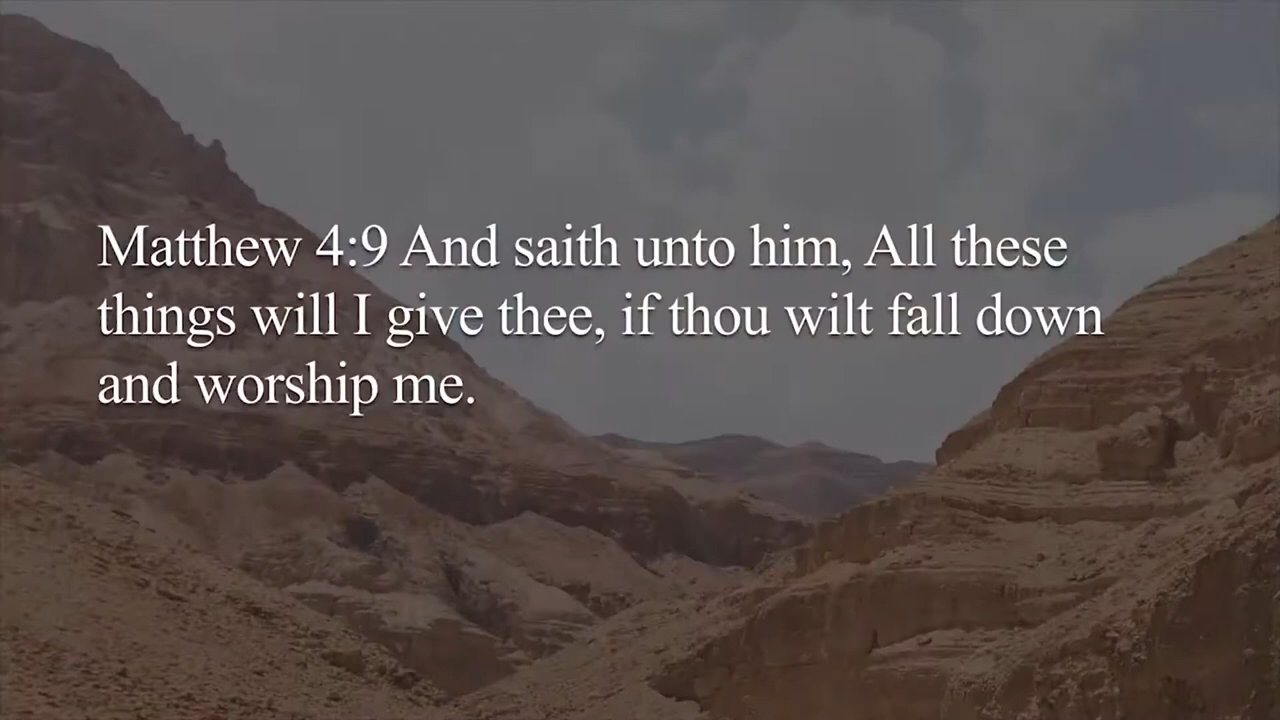 Matthew 4:9 And saith unto him, All these
things will I give thee, if thou wilt fall down
and worship me.